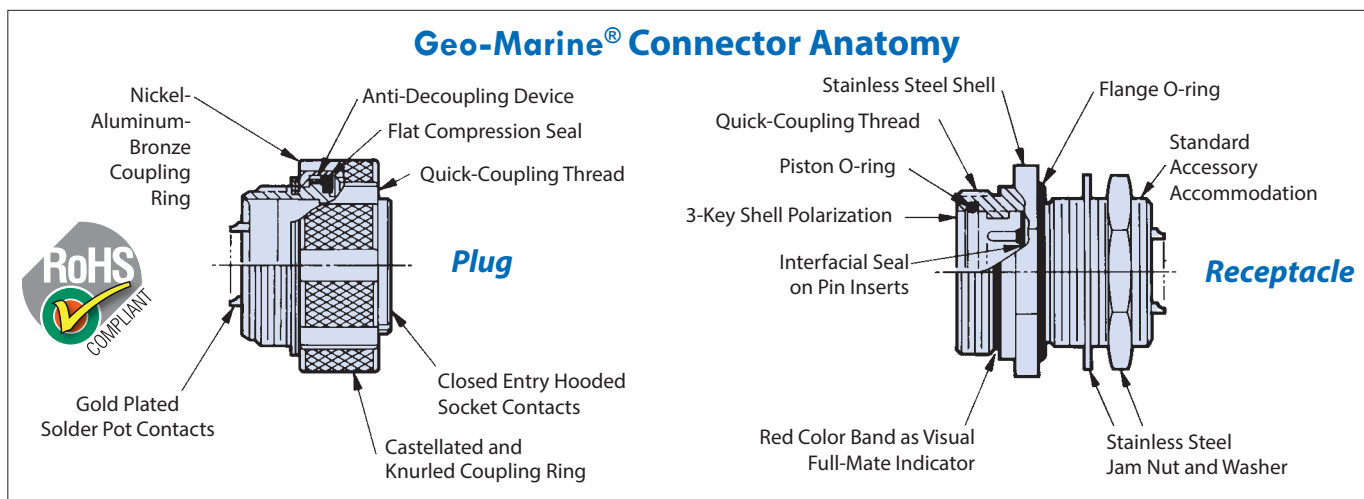 Geo-Marine® Connector Anatomy
Nickel-
Aluminum-
Bronze
Coupling
Ring
Anti-Decoupling Device
Flat Compression Seal
Quick-Coupling Thread
Plug
RoHS
COMPLIANT
Gold Plated
Solder Pot Contacts
Closed Entry Hooded
Socket Contacts
Castellated and
Knurled Coupling Ring
Stainless Steel Shell
Quick-Coupling Thread
Piston O-ring
3-Key Shell Polarization
Interfacial Seal
on Pin Inserts
Flange O-ring
Standard
Accessory
Accommodation
Receptacle
Red Color Band as Visual
Full-Mate Indicator
Stainless Steel
Jam Nut and Washer